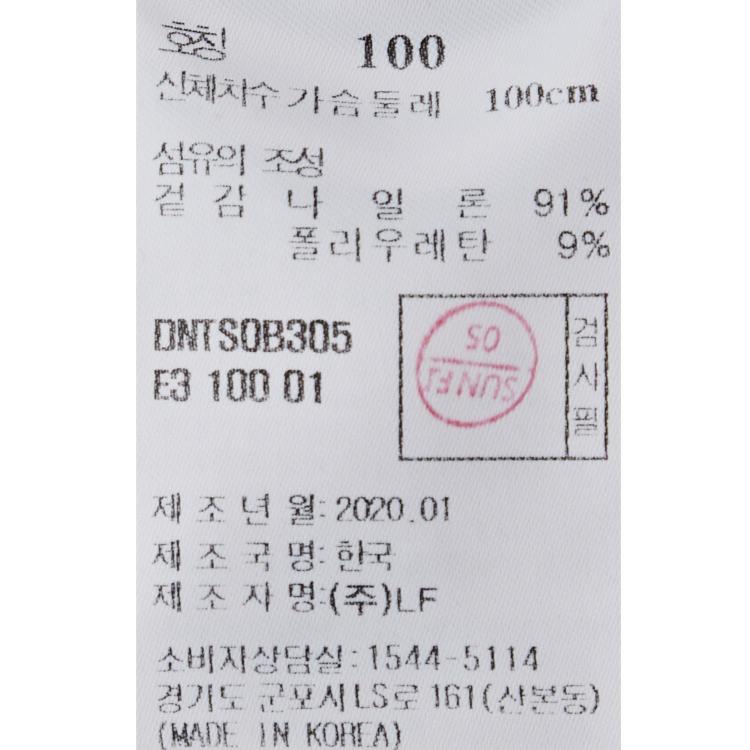 호칭 100
신체치수 가슴둘레 100cm
섬유의 조성
겉감 나일론 91%
폴리우레탄 9%
DNTS0B305
E3 100 01
검사필
05
제조년월: 2020.01
제조국명: 한국
제조자명:(주)LF
소비자상담실:1544-5114
경기도 군포시LS로 161(산본동)
(MADE IN KOREA)